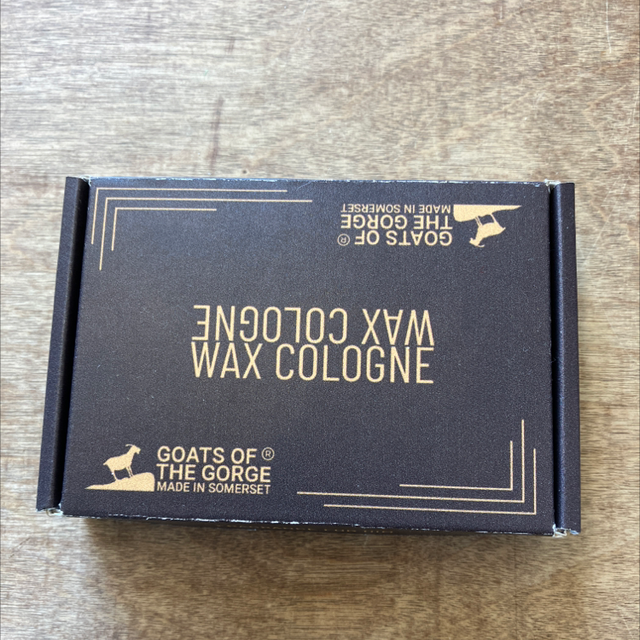 GOATS OF
THE GORGE ®
MADE IN SOMERSET
WAX COLOGNE
WAX COLOGNE
GOATS OF ®
THE GORGE
MADE IN SOMERSET